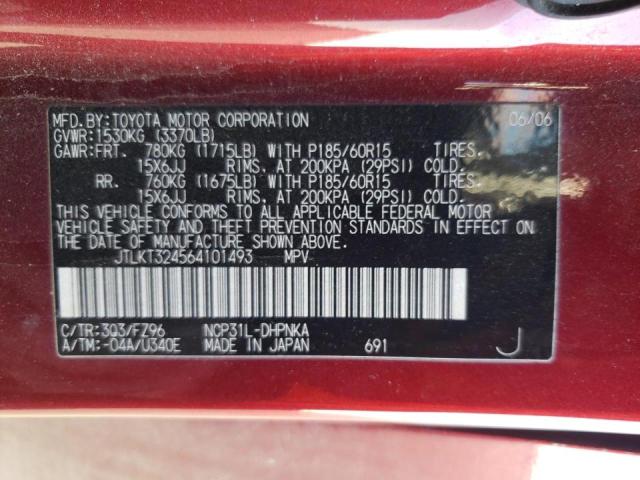 MFD.BY:TOYOTA MOTOR CORPORATION 06/06
GVWR:1530KG (3370LB)
GAWR:FRT. 780KG (1715LB) WITH P185/60R15 TIRES.
15X6JJ RIMS. AT 200KPA (29PSI) COLD.
RR. 760KG (1675LB) WITH P185/60R15 TIRES.
15X6JJ RIMS. AT 200KPA (29PSI) COLD.
THIS VEHICLE CONFORMS TO ALL APPLICABLE FEDERAL MOTOR
VEHICLE SAFETY AND THEFT PREVENTION STANDARDS IN EFFECT ON
THE DATE OF MANUFACTURE SHOWN ABOVE.
JTLKT324564101493 MPV
C/TR:3Q3/FZ96 NCP31L-DHPNKA
A/TM:-04A/U340E MADE IN JAPAN 691 J